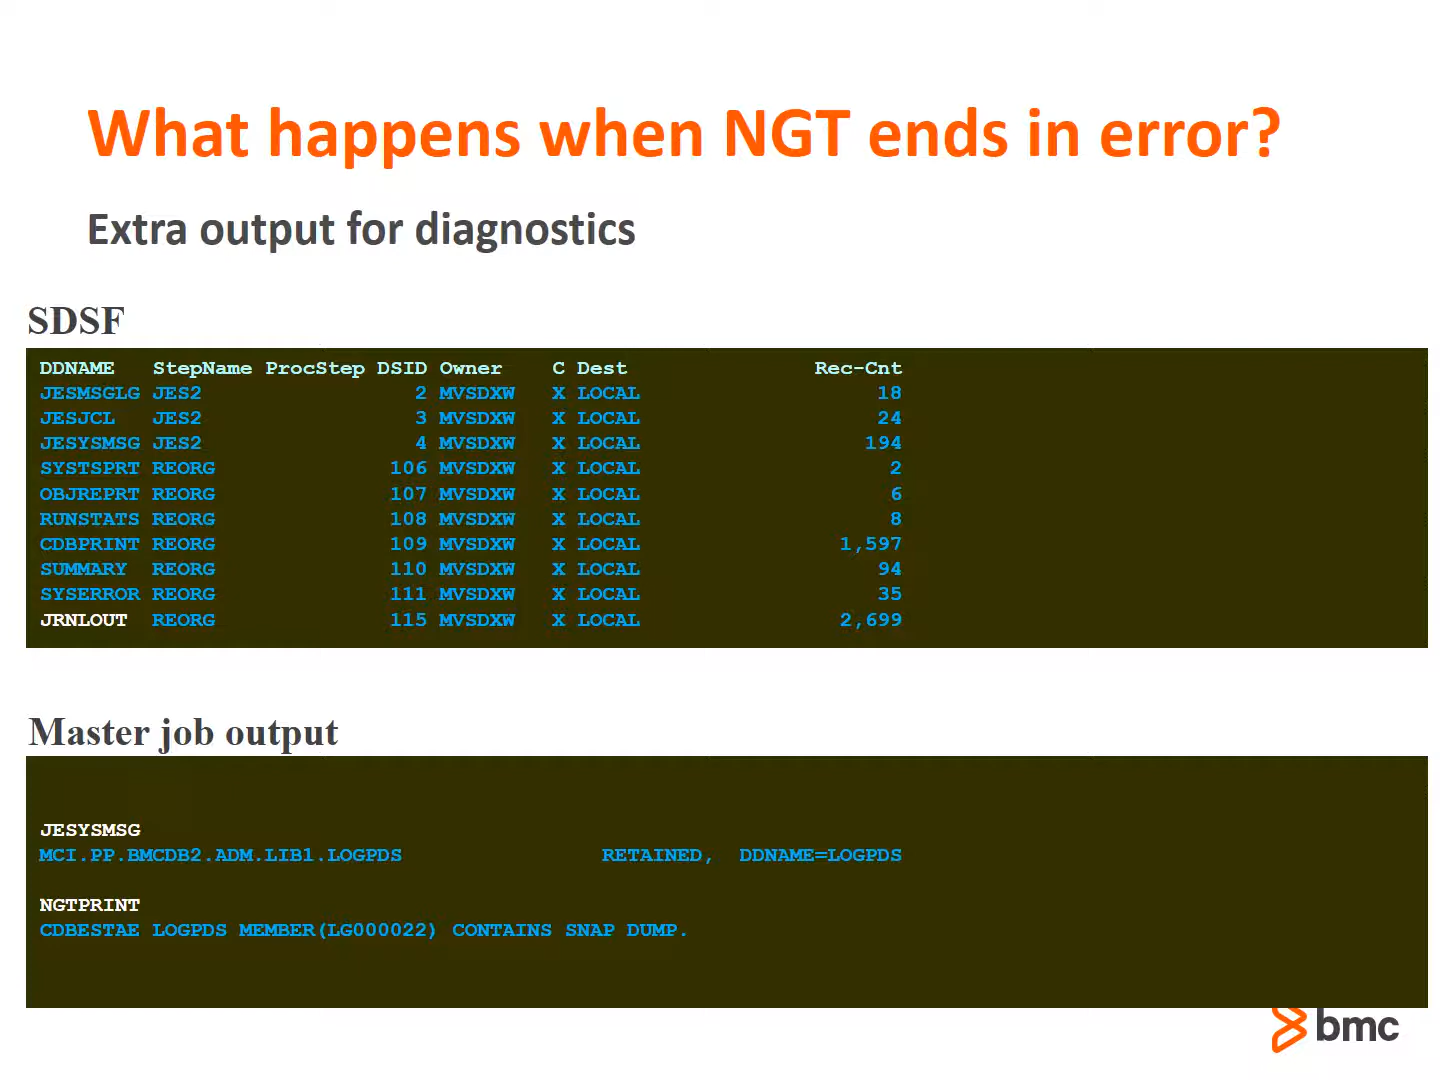 What happens when NGT ends in error?
Extra output for diagnostics
SDSF
DDNAME StepName ProcStep DSID Owner C Dest Rec-Cnt
JESMSGLG JES2 2 MVSDXW X LOCAL 18
JESJCL JES2 3 MVSDXW X LOCAL 24
JESYSMSG JES2 4 MVSDXW X LOCAL 194
SYSTSPRT REORG 106 MVSDXW X LOCAL 2
OBJREPRT REORG 107 MVSDXW X LOCAL 6
RUNSTATS REORG 108 MVSDXW X LOCAL 8
CDBPRINT REORG 109 MVSDXW X LOCAL 1,597
SUMMARY REORG 110 MVSDXW X LOCAL 94
SYSERROR REORG 111 MVSDXW X LOCAL 35
JRNLOUT REORG 115 MVSDXW X LOCAL 2,699
Master job output
JESYSMSG
MCI.PP.BMCDB2.ADM.LIB1.LOGPDS RETAINED, DDNAME=LOGPDS
NGTPRINT
CDBESTAE LOGPDS MEMBER(LG000022) CONTAINS SNAP DUMP.
bmc